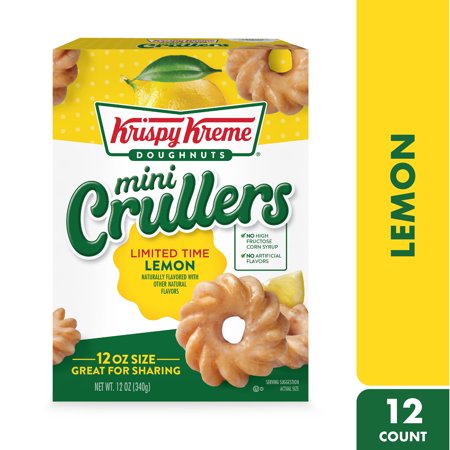 Krispy Kreme
DOUGHNUTS®
mini
Crullers
LIMITED TIME
LEMON
NATURALLY FLAVORED WITH
OTHER NATURAL
FLAVORS
✓NO HIGH
FRUCTOSE
CORN SYRUP
✓NO ARTIFICIAL
FLAVORS
12 OZ SIZE
GREAT FOR SHARING
NET WT. 12 OZ (340g)
SERVING SUGGESTION
ACTUAL SIZE
LEMON
12
COUNT